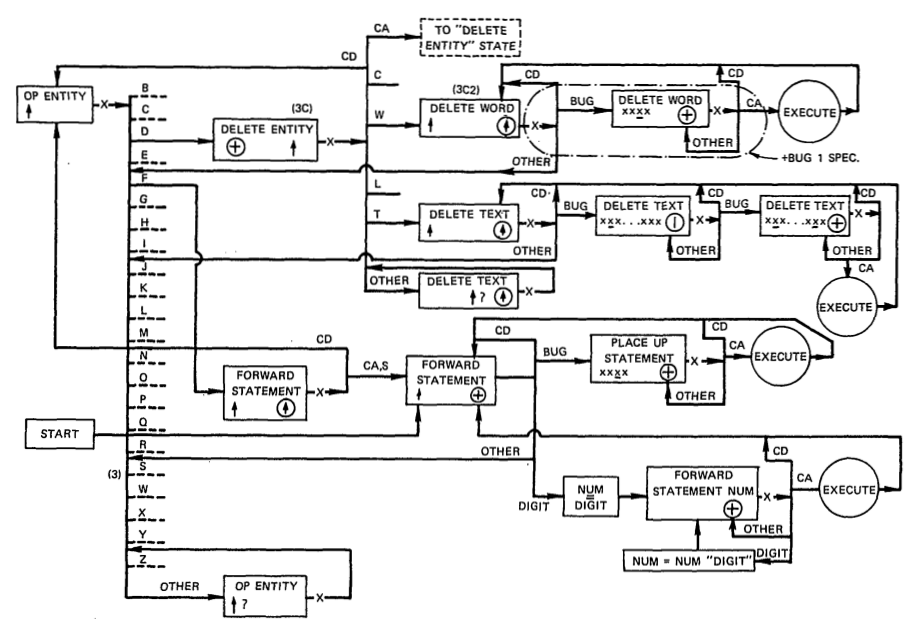 CA
TO "DELETE
ENTITY" STATE
CD
B
C
(3C2)
CD
CD
OP ENTITY
X
C
(3C)
W
DELETE WORD
X
BUG
DELETE WORD
xxxx
X
CA
EXECUTE
D
DELETE ENTITY
X
OTHER
+BUG 1 SPEC.
E
OTHER
F
L
CD
CD
CD
G
T
DELETE TEXT
X
BUG
DELETE TEXT
xxx...xxx
X
BUG
DELETE TEXT
xxx...xxx
X
H
OTHER
OTHER
OTHER
I
CA
J
OTHER
DELETE TEXT
?
X
EXECUTE
K
L
M
CD
CD
CD
N
CA,S
FORWARD
STATEMENT
BUG
PLACE UP
STATEMENT
xxxx
X
CA
EXECUTE
O
FORWARD
STATEMENT
X
OTHER
P
Q
START
R
OTHER
CD
(3)
S
FORWARD
STATEMENT NUM
X
CA
EXECUTE
W
DIGIT
NUM
=
DIGIT
X
OTHER
Y
NUM = NUM "DIGIT"
DIGIT
Z
OTHER
OP ENTITY
?
X